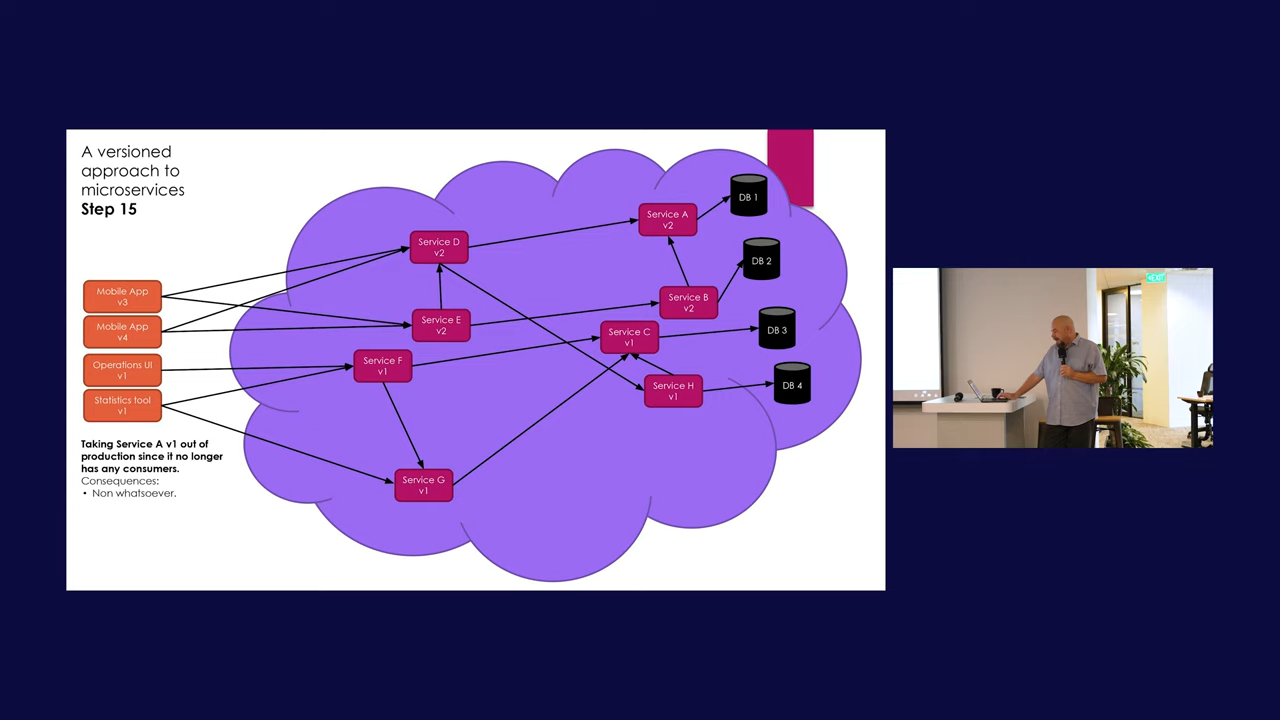 A versioned
approach to
microservices
Step 15
Mobile App
v3
Mobile App
v4
Operations UI
v1
Statistics tool
v1
Taking Service A v1 out of
production since it no longer
has any consumers.
Consequences:
• Non whatsoever.
Service D
v2
Service E
v2
Service F
v1
Service G
v1
Service A
v2
Service B
v2
Service C
v1
Service H
v1
DB 1
DB 2
DB 3
DB 4
EXIT